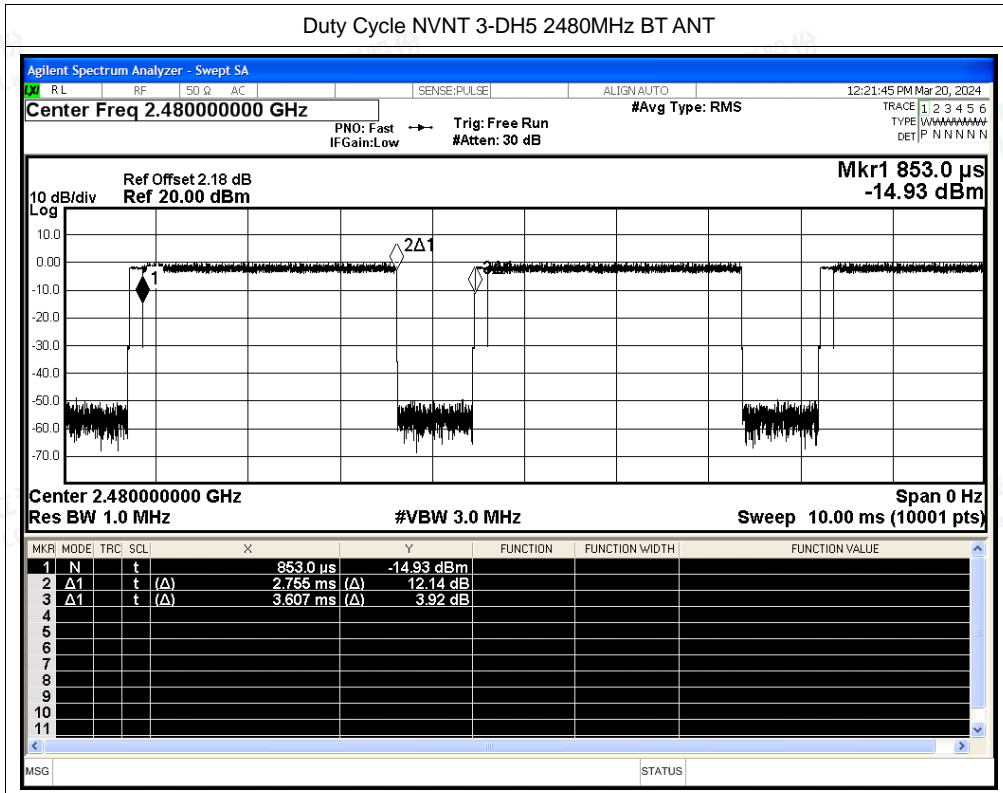 Duty Cycle NVNT 3-DH5 2480MHz BT ANT
Agilent Spectrum Analyzer - Swept SA
LXI RL RF 50 Ω AC SENSE:PULSE ALIGN AUTO 12:21:45 PM Mar 20, 2024
Center Freq 2.480000000 GHz #Avg Type: RMS TRACE 1 2 3 4 5 6
PNO: Fast Trig: Free Run TYPE WWWWWW
IFGain:Low #Atten: 30 dB DET P N N N N N
Mkr1 853.0 µs
Ref Offset 2.18 dB
10 dB/div Ref 20.00 dBm -14.93 dBm
Log
10.0
2Δ1
0.00
1
-10.0
-20.0
-30.0
-40.0
-50.0
-60.0
-70.0
Center 2.480000000 GHz Span 0 Hz
Res BW 1.0 MHz #VBW 3.0 MHz Sweep 10.00 ms (10001 pts)
MKR MODE TRC SCL X Y FUNCTION FUNCTION WIDTH FUNCTION VALUE
1 N t 853.0 µs -14.93 dBm
2 Δ1 t (Δ) 2.755 ms (Δ) 12.14 dB
3 Δ1 t (Δ) 3.607 ms (Δ) 3.92 dB
4
5
6
7
8
9
10
11
MSG STATUS